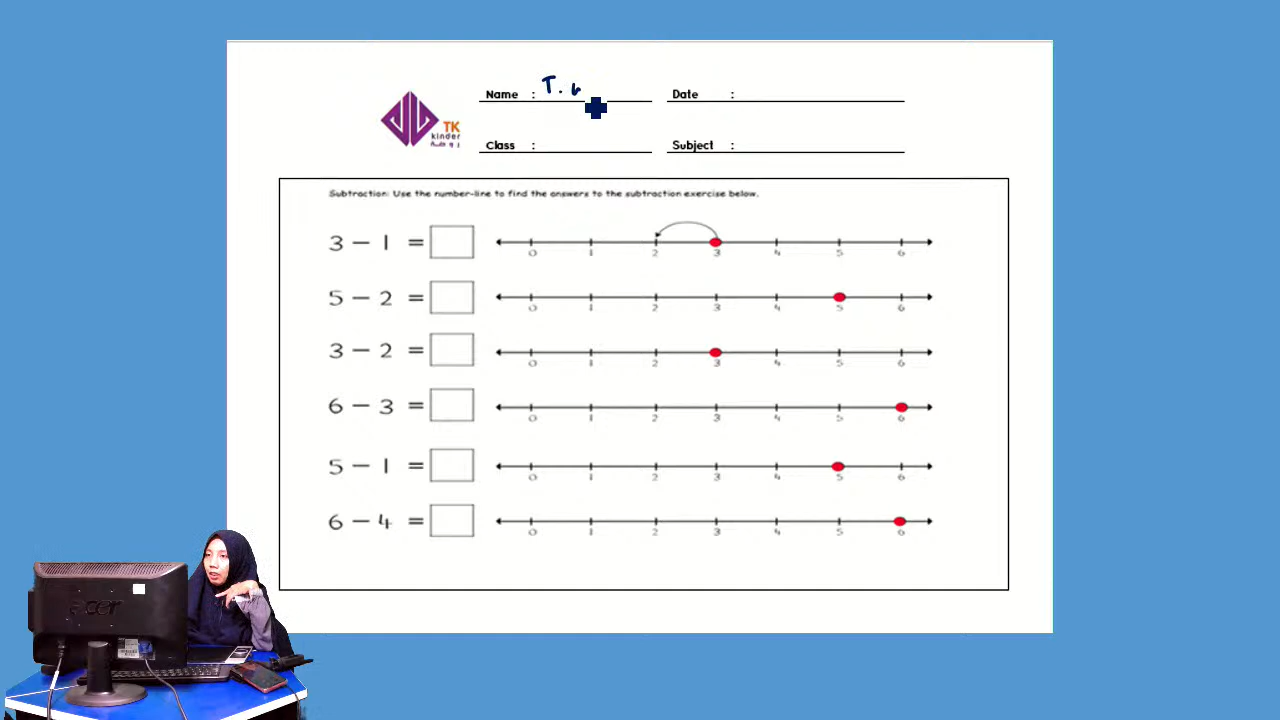 Name : T. Date :
TK
kinder
Class : Subject :
Subtraction: Use the number-line to find the answers to the subtraction exercise below.
3 − 1 = 0 1 2 3 4 5 6
5 − 2 = 0 1 2 3 4 5 6
3 − 2 = 0 1 2 3 4 5 6
6 − 3 = 0 1 2 3 4 5 6
5 − 1 = 0 1 2 3 4 5 6
6 − 4 = 0 1 2 3 4 5 6
acer